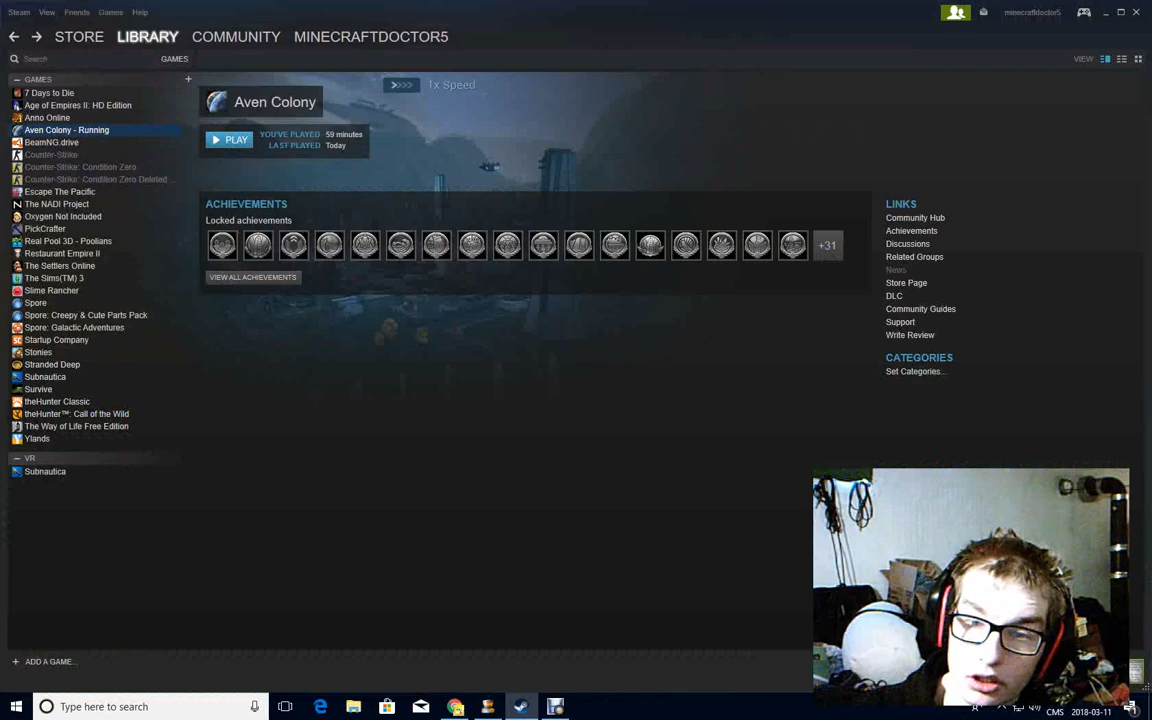 Steam View Friends Games Help
minecraftdoctor5
STORE LIBRARY COMMUNITY MINECRAFTDOCTOR5
Search GAMES
VIEW
GAMES
7 Days to Die
Age of Empires II: HD Edition
Anno Online
Aven Colony - Running
BeamNG.drive
Counter-Strike
Counter-Strike: Condition Zero
Counter-Strike: Condition Zero Deleted ...
Escape The Pacific
The NADI Project
Oxygen Not Included
PickCrafter
Real Pool 3D - Poolians
Restaurant Empire II
The Settlers Online
The Sims(TM) 3
Slime Rancher
Spore
Spore: Creepy & Cute Parts Pack
Spore: Galactic Adventures
Startup Company
Stonies
Stranded Deep
Subnautica
Survive
theHunter Classic
theHunter™: Call of the Wild
The Way of Life Free Edition
Ylands
VR
Subnautica
ADD A GAME...
1x Speed
Aven Colony
PLAY
YOU'VE PLAYED 59 minutes
LAST PLAYED Today
ACHIEVEMENTS
Locked achievements
+31
VIEW ALL ACHIEVEMENTS
LINKS
Community Hub
Achievements
Discussions
Related Groups
News
Store Page
DLC
Community Guides
Support
Write Review
CATEGORIES
Set Categories...
Type here to search
CMS 2018-03-11